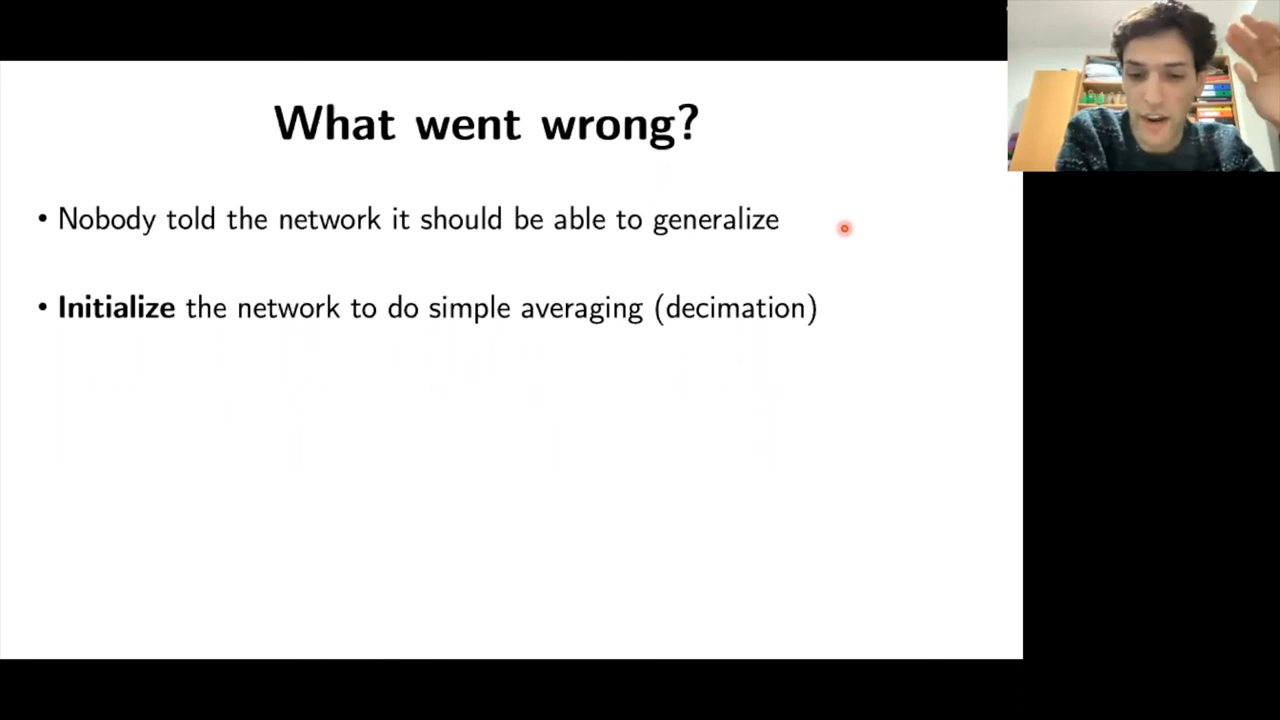 What went wrong?
• Nobody told the network it should be able to generalize
• Initialize the network to do simple averaging (decimation)